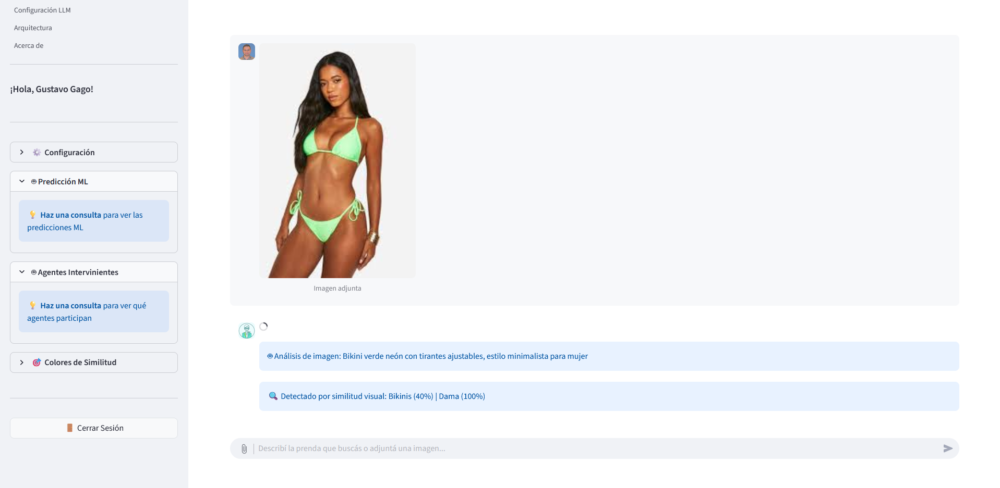 Configuración LLM
Arquitectura
Acerca de
¡Hola, Gustavo Gago!
Configuración
Predicción ML
Haz una consulta para ver las
predicciones ML
Agentes Intervinientes
Haz una consulta para ver qué
agentes participan
Colores de Similitud
Cerrar Sesión
Imagen adjunta
Análisis de imagen: Bikini verde neón con tirantes ajustables, estilo minimalista para mujer
Detectado por similitud visual: Bikinis (40%) | Dama (100%)
Describí la prenda que buscás o adjuntá una imagen...